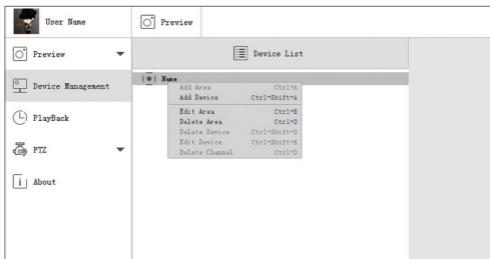 User Name
Preview
Preview
Device List
Device Management
Name
Add Area Ctrl+A
Add Device Ctrl+Shift+A
Edit Area Ctrl+E
Delete Area Ctrl+D
Delete Device Ctrl+Shift+D
Edit Device Ctrl+Shift+E
Delete Channel Ctrl+D
PlayBack
PTZ
About